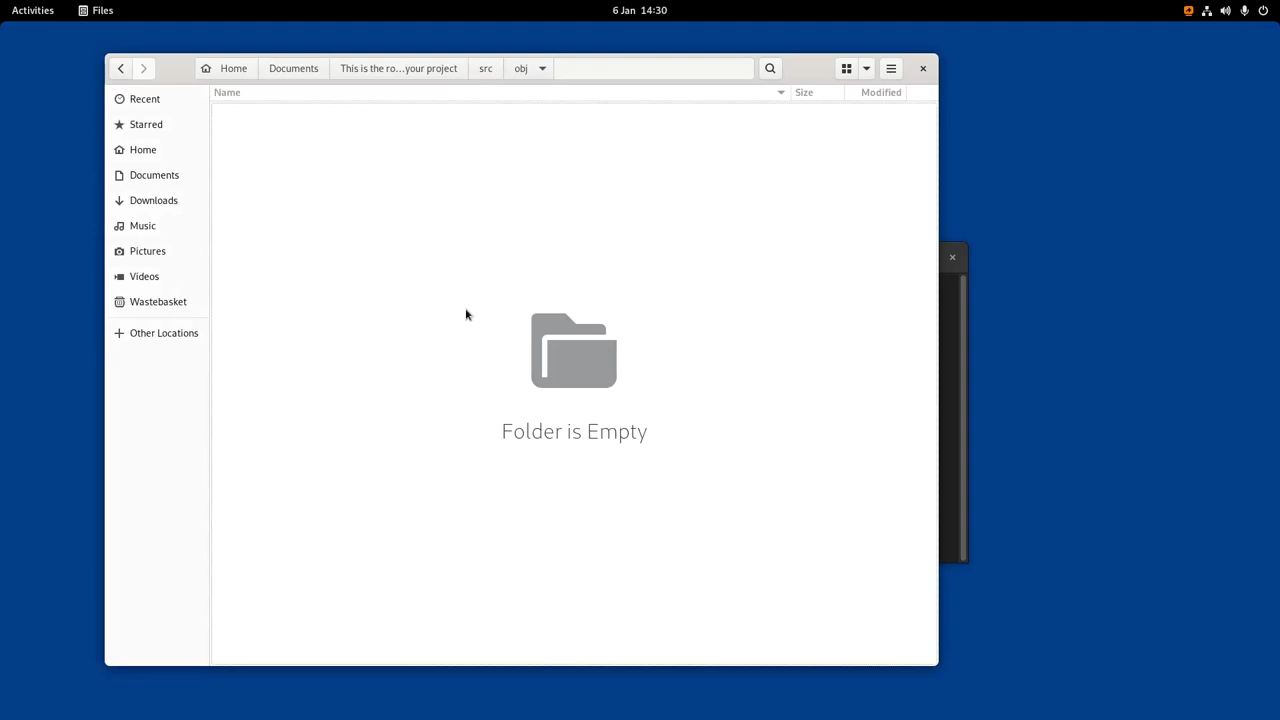 Activities
Files
6 Jan 14:30
Home
Documents
This is the ro...your project
src
obj
Name
Size
Modified
Recent
Starred
Home
Documents
Downloads
Music
Pictures
Videos
Wastebasket
Other Locations
Folder is Empty